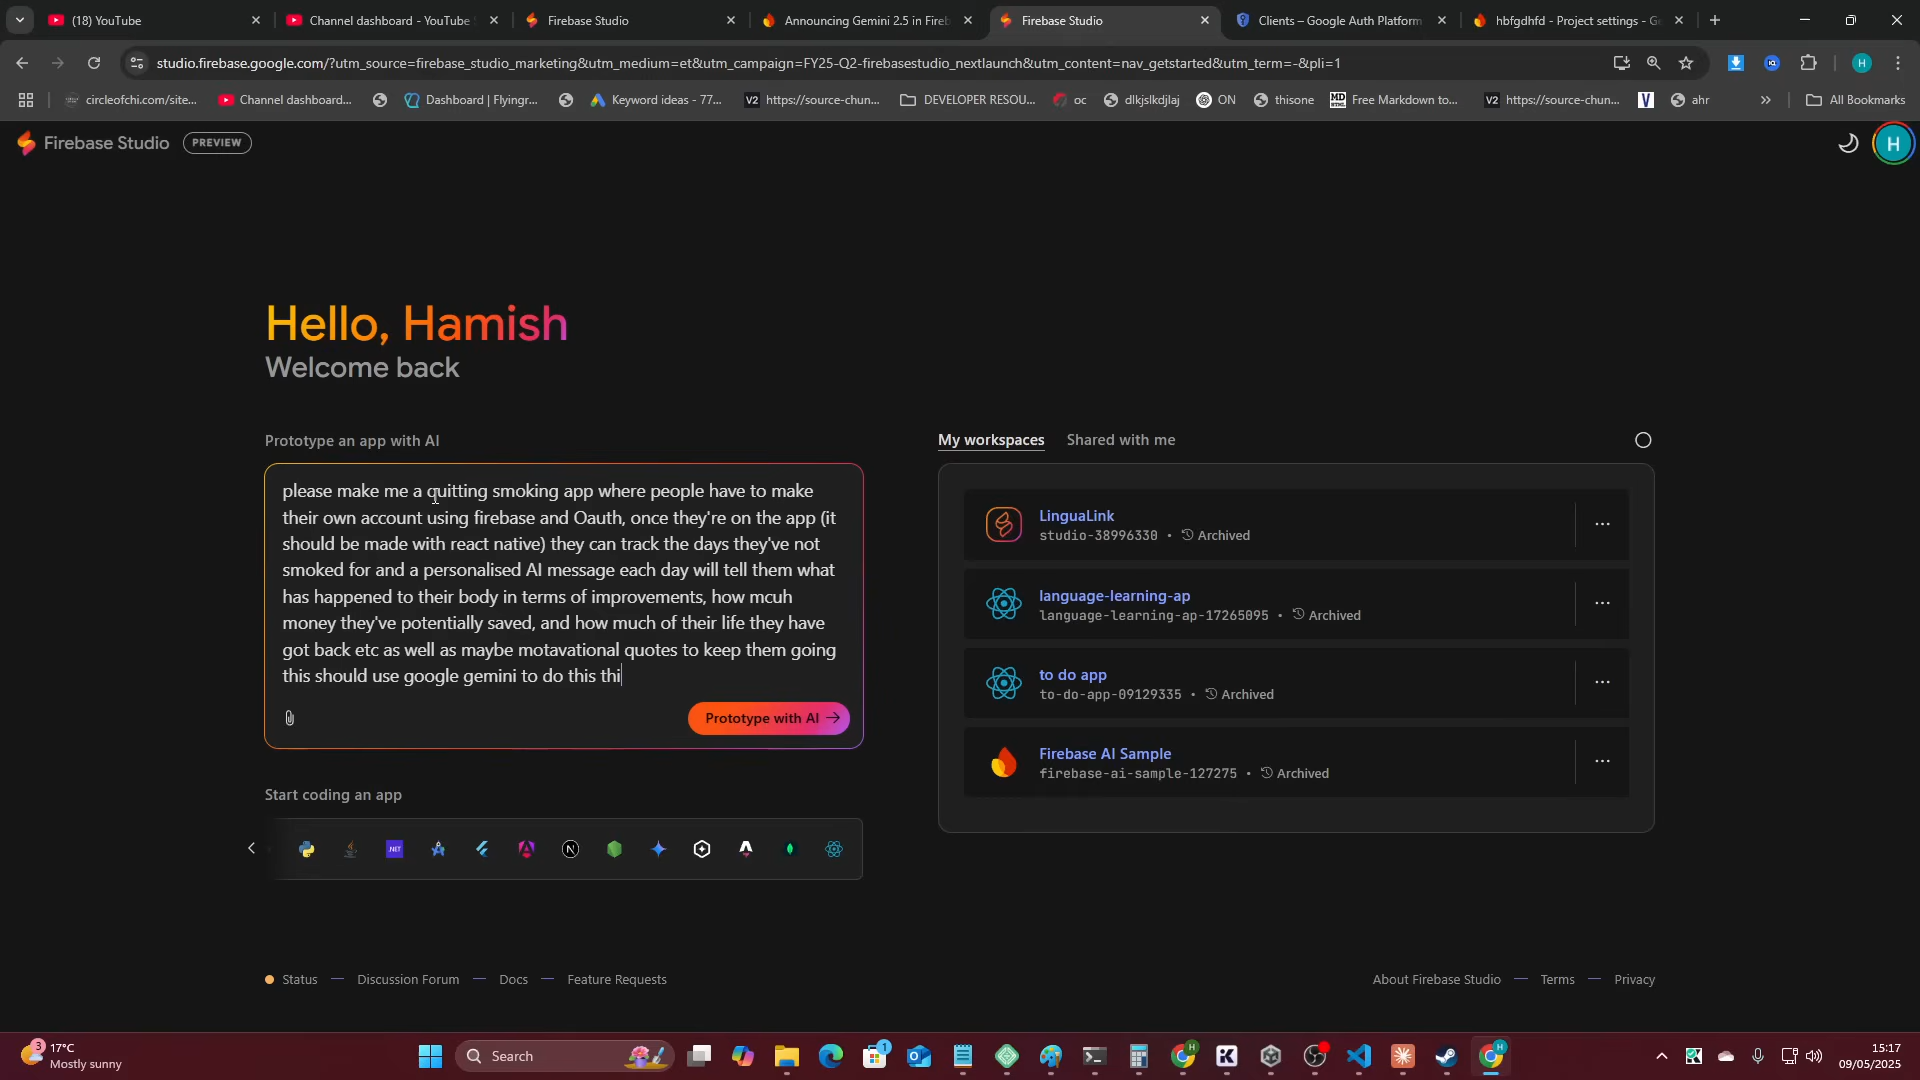 (18) YouTube
Channel dashboard - YouTube
Firebase Studio
Announcing Gemini 2.5 in Fireb
Firebase Studio
Clients – Google Auth Platform
hbfgdhfd - Project settings - G
studio.firebase.google.com/?utm_source=firebase_studio_marketing&utm_medium=et&utm_campaign=FY25-Q2-firebasestudio_nextlaunch&utm_content=nav_getstarted&utm_term=-&pli=1
H
circleofchi.com/site...
Channel dashboard...
Dashboard | Flyingr...
Keyword ideas - 77...
V2 https://source-chun...
DEVELOPER RESOU...
oc
dlkjslkdjlaj
ON
thisone
Free Markdown to...
V2 https://source-chun...
V
ahr
All Bookmarks
Firebase Studio
PREVIEW
H
Hello, Hamish
Welcome back
Prototype an app with AI
please make me a quitting smoking app where people have to make
their own account using firebase and Oauth, once they're on the app (it
should be made with react native) they can track the days they've not
smoked for and a personalised AI message each day will tell them what
has happened to their body in terms of improvements, how mcuh
money they've potentially saved, and how much of their life they have
got back etc as well as maybe motavational quotes to keep them going
this should use google gemini to do this thi
Prototype with AI
Start coding an app
.NET
N
My workspaces
Shared with me
LinguaLink
studio-38996330 • Archived
language-learning-ap
language-learning-ap-17265095 • Archived
to do app
to-do-app-09129335 • Archived
Firebase AI Sample
firebase-ai-sample-127275 • Archived
Status — Discussion Forum — Docs — Feature Requests
About Firebase Studio — Terms — Privacy
3
17°C
Mostly sunny
Search
1
15:17
09/05/2025